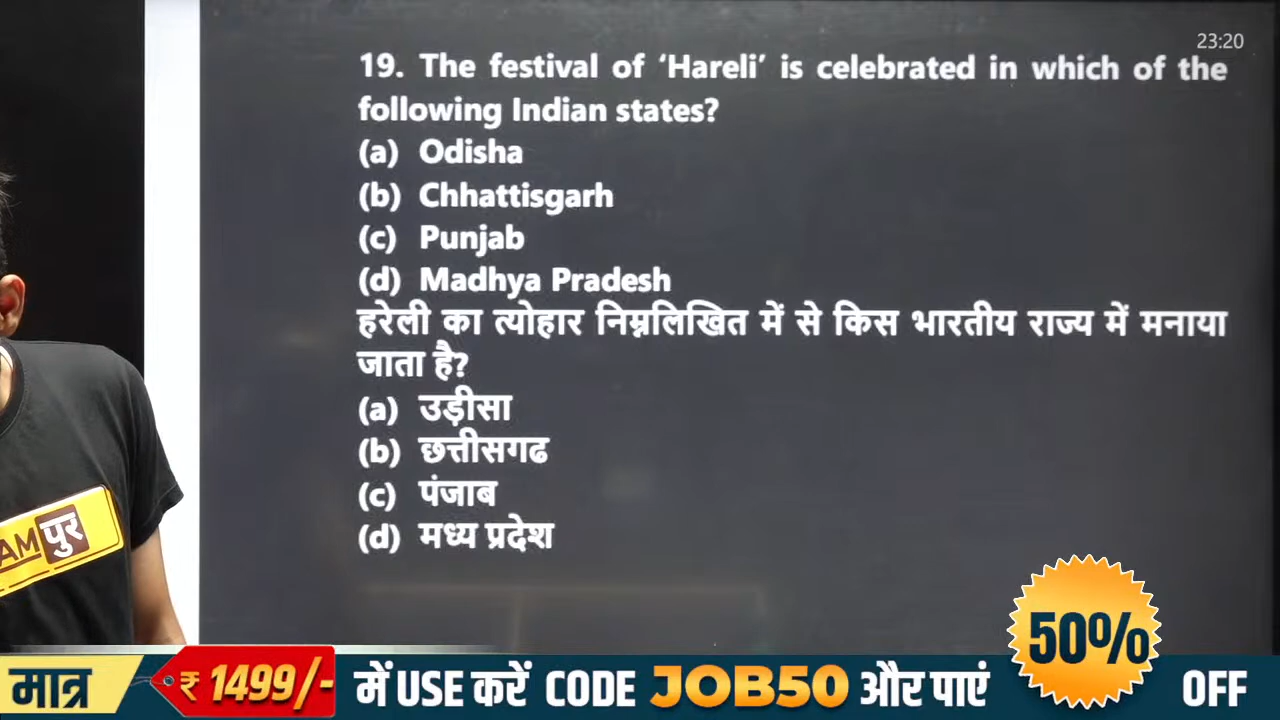 23:20
19. The festival of ‘Hareli’ is celebrated in which of the
following Indian states?
(a) Odisha
(b) Chhattisgarh
(c) Punjab
(d) Madhya Pradesh
हरेली का त्योहार निम्नलिखित में से किस भारतीय राज्य में मनाया
जाता है?
(a) उड़ीसा
(b) छत्तीसगढ
(c) पंजाब
(d) मध्य प्रदेश
AMपुर
मात्र ₹ 1499/- में USE करें CODE JOB50 और पाएं 50% OFF